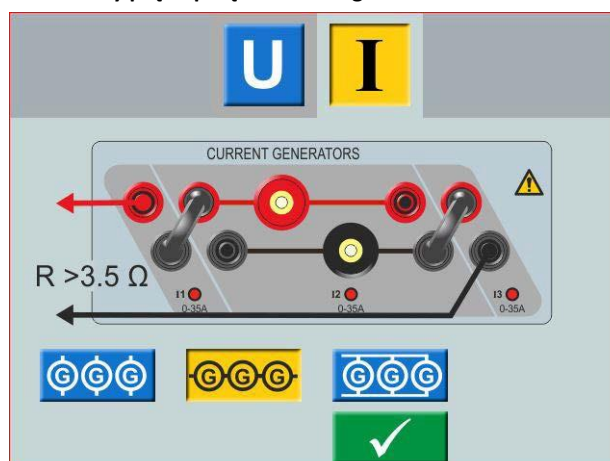 U I
CURRENT GENERATORS
R >3.5 Ω
I1 I2 I3
0-35A 0-35A 0-35A
G G G G G G G G G